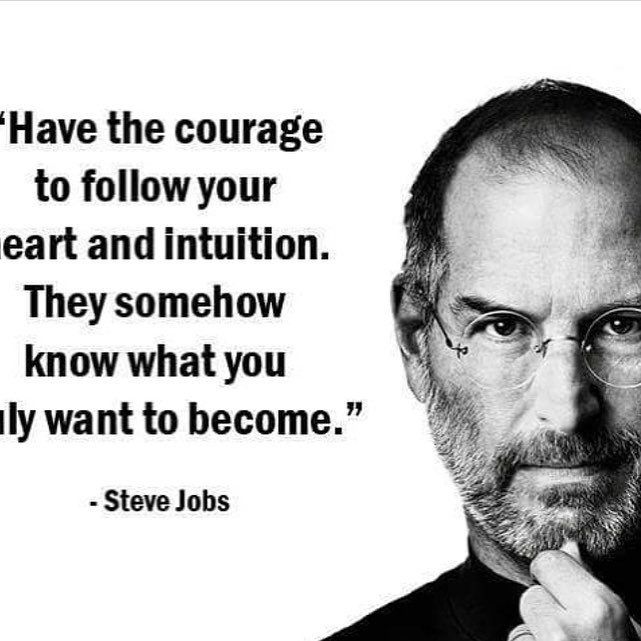 “Have the courage
to follow your
eart and intuition.
They somehow
know what you
uly want to become.”
- Steve Jobs